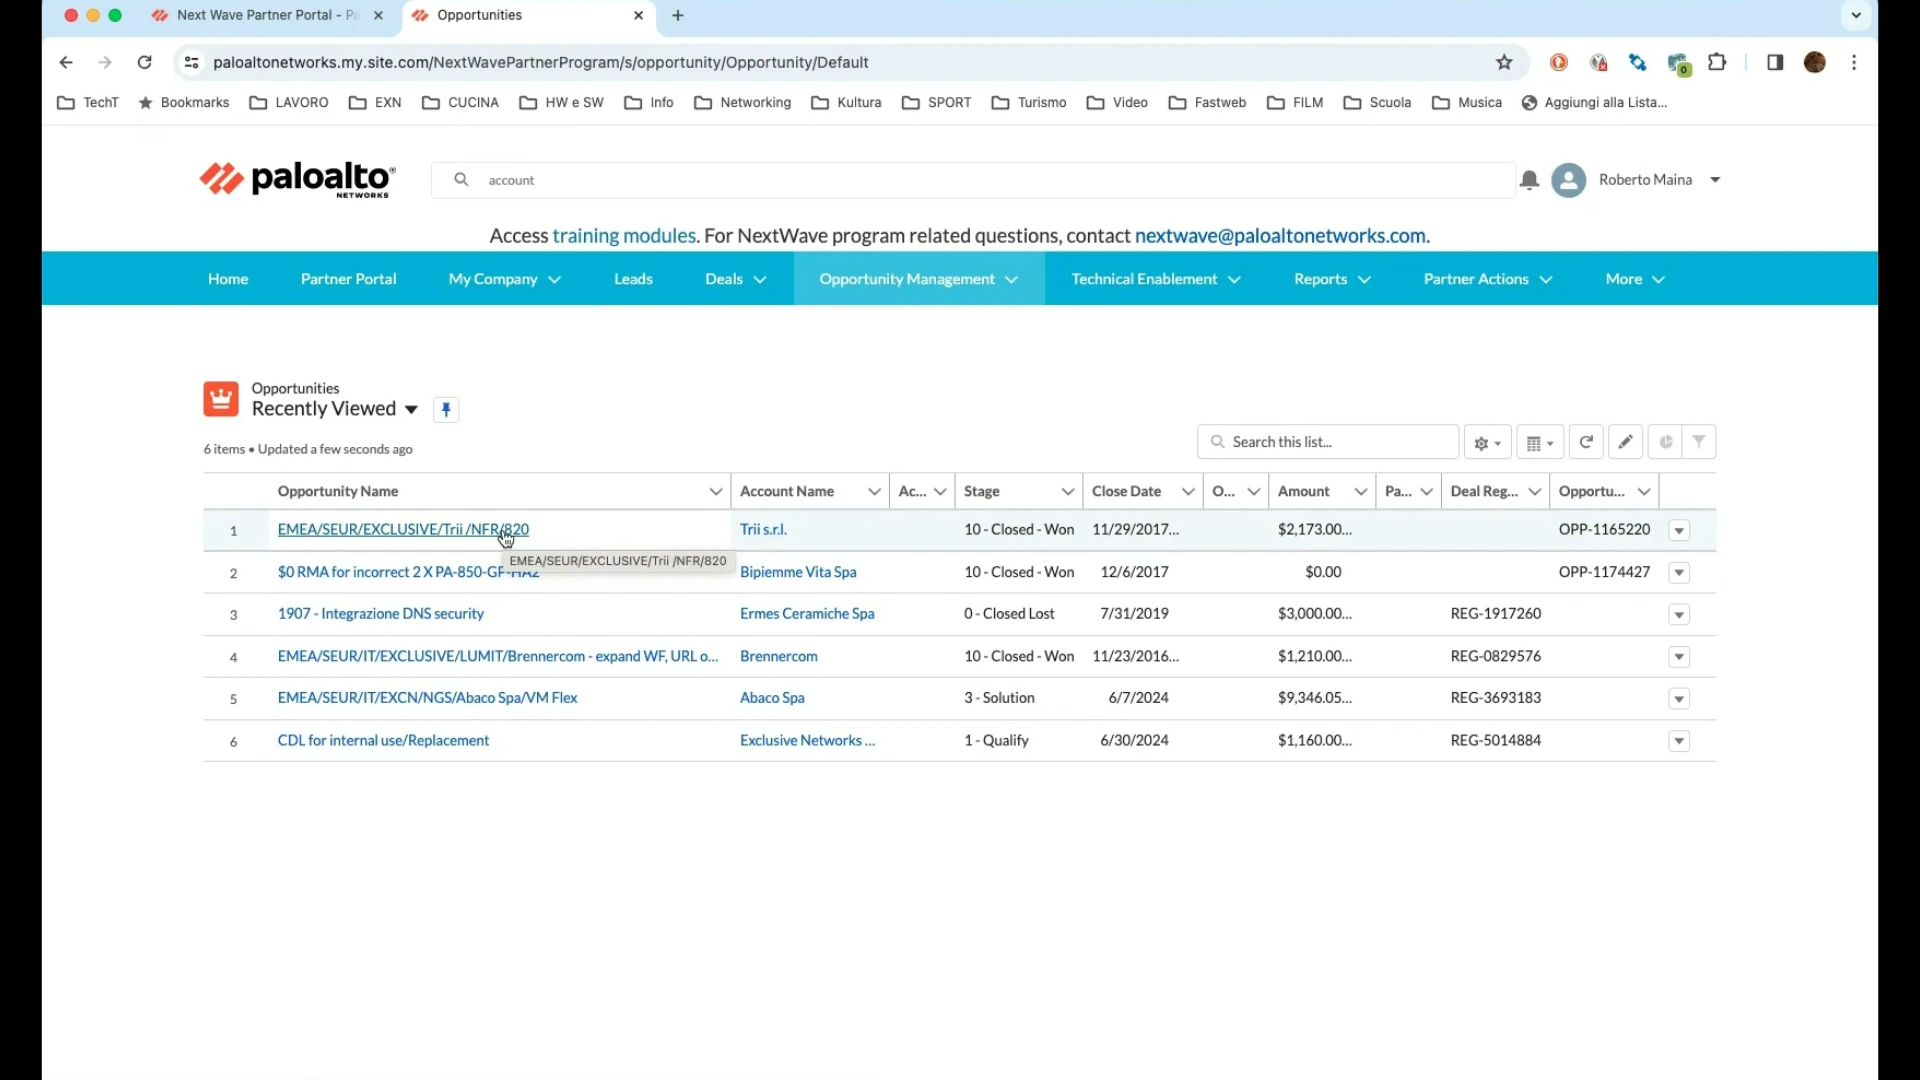 Next Wave Partner Portal - Pa
Opportunities
paloaltonetworks.my.site.com/NextWavePartnerProgram/s/opportunity/Opportunity/Default
0
TechT Bookmarks LAVORO EXN CUCINA HW e SW Info Networking Kultura SPORT Turismo Video Fastweb FILM Scuola Musica Aggiungi alla Lista...
paloalto®
NETWORKS
account
Roberto Maina
Access training modules. For NextWave program related questions, contact nextwave@paloaltonetworks.com.
Home Partner Portal My Company Leads Deals Opportunity Management Technical Enablement Reports Partner Actions More
Opportunities
Recently Viewed
6 items • Updated a few seconds ago
Search this list...
Opportunity Name Account Name Ac... Stage Close Date O... Amount Pa... Deal Reg... Opportu...
1 EMEA/SEUR/EXCLUSIVE/Trii /NFR/820 Trii s.r.l. 10 - Closed - Won 11/29/2017... $2,173.00... OPP-1165220
EMEA/SEUR/EXCLUSIVE/Trii /NFR/820
2 $0 RMA for incorrect 2 X PA-850-GP-HA2 Bipiemme Vita Spa 10 - Closed - Won 12/6/2017 $0.00 OPP-1174427
3 1907 - Integrazione DNS security Ermes Ceramiche Spa 0 - Closed Lost 7/31/2019 $3,000.00... REG-1917260
4 EMEA/SEUR/IT/EXCLUSIVE/LUMIT/Brennercom - expand WF, URL o... Brennercom 10 - Closed - Won 11/23/2016... $1,210.00... REG-0829576
5 EMEA/SEUR/IT/EXCN/NGS/Abaco Spa/VM Flex Abaco Spa 3 - Solution 6/7/2024 $9,346.05... REG-3693183
6 CDL for internal use/Replacement Exclusive Networks ... 1 - Qualify 6/30/2024 $1,160.00... REG-5014884